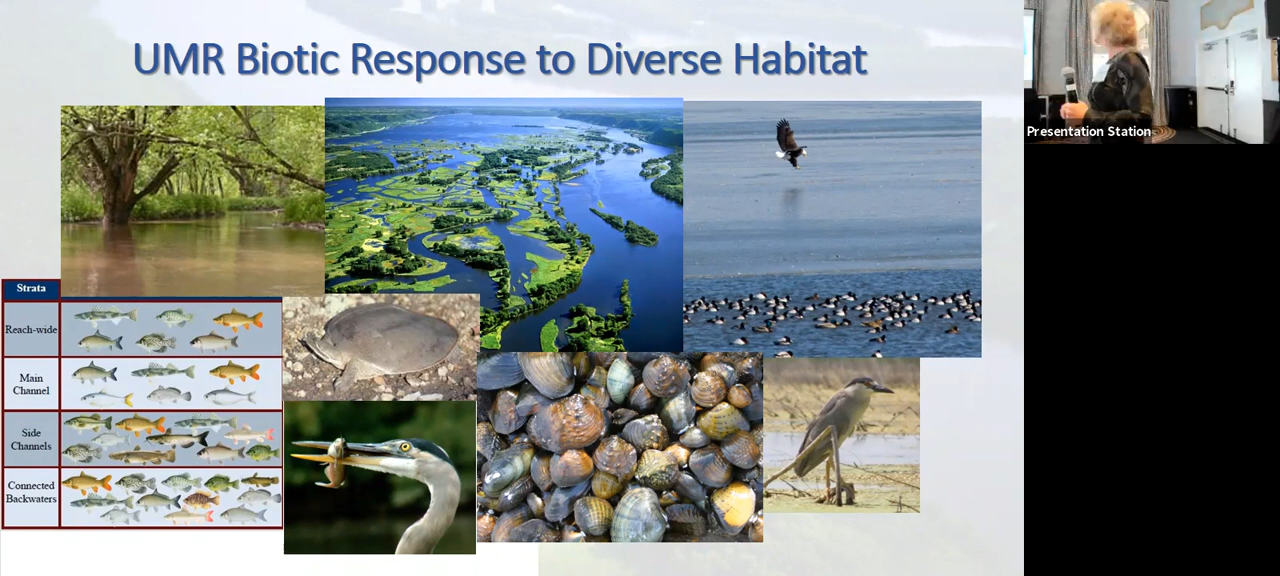 UMR Biotic Response to Diverse Habitat
Presentation Station
Strata
Reach-wide
Main
Channel
Side
Channels
Connected
Backwaters